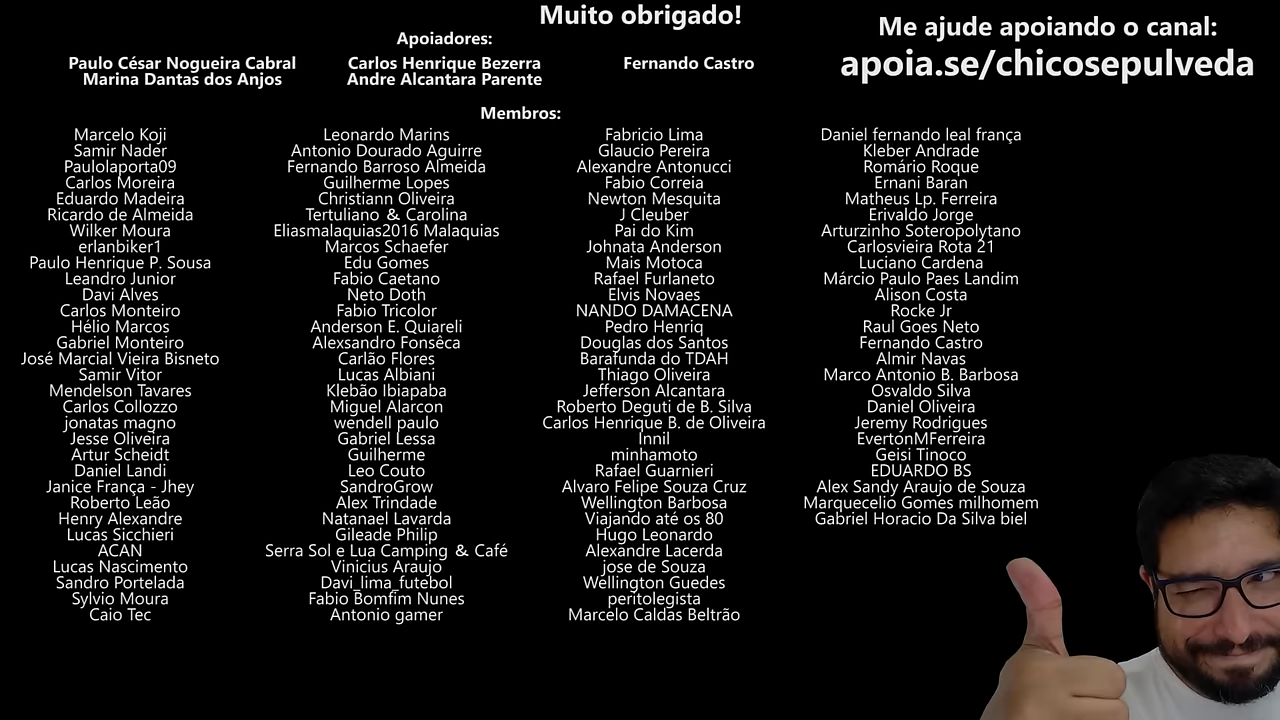 Muito obrigado!
Me ajude apoiando o canal:
apoia.se/chicosepulveda
Apoiadores:
Paulo César Nogueira Cabral
Marina Dantas dos Anjos
Carlos Henrique Bezerra
Andre Alcantara Parente
Fernando Castro
Membros:
Marcelo Koji
Samir Nader
Paulolaporta09
Carlos Moreira
Eduardo Madeira
Ricardo de Almeida
Wilker Moura
erlanbiker1
Paulo Henrique P. Sousa
Leandro Junior
Davi Alves
Carlos Monteiro
Hélio Marcos
Gabriel Monteiro
José Marcial Vieira Bisneto
Samir Vitor
Mendelson Tavares
Carlos Collozzo
jonatas magno
Jesse Oliveira
Artur Scheidt
Daniel Landi
Janice França - Jhey
Roberto Leão
Henry Alexandre
Lucas Sicchieri
ACAN
Lucas Nascimento
Sandro Portelada
Sylvio Moura
Caio Tec
Leonardo Marins
Antonio Dourado Aguirre
Fernando Barroso Almeida
Guilherme Lopes
Christiann Oliveira
Tertuliano & Carolina
Eliasmalaquias2016 Malaquias
Marcos Schaefer
Edu Gomes
Fabio Caetano
Neto Doth
Fabio Tricolor
Anderson E. Quiareli
Alexsandro Fonsêca
Carlão Flores
Lucas Albiani
Klebão Ibiapaba
Miguel Alarcon
wendell paulo
Gabriel Lessa
Guilherme
Leo Couto
SandroGrow
Alex Trindade
Natanael Lavarda
Gileade Philip
Serra Sol e Lua Camping & Café
Vinicius Araujo
Davi_lima_futebol
Fabio Bomfim Nunes
Antonio gamer
Fabricio Lima
Glaucio Pereira
Alexandre Antonucci
Fabio Correia
Newton Mesquita
J Cleuber
Pai do Kim
Johnata Anderson
Mais Motoca
Rafael Furlaneto
Elvis Novaes
NANDO DAMACENA
Pedro Henriq
Douglas dos Santos
Barafunda do TDAH
Thiago Oliveira
Jefferson Alcantara
Roberto Deguti de B. Silva
Carlos Henrique B. de Oliveira
Innil
minhamoto
Rafael Guarnieri
Alvaro Felipe Souza Cruz
Wellington Barbosa
Viajando até os 80
Hugo Leonardo
Alexandre Lacerda
jose de Souza
Wellington Guedes
peritolegista
Marcelo Caldas Beltrão
Daniel fernando leal frança
Kleber Andrade
Romário Roque
Ernani Baran
Matheus Lp. Ferreira
Erivaldo Jorge
Arturzinho Soteropolytano
Carlosvieira Rota 21
Luciano Cardena
Márcio Paulo Paes Landim
Alison Costa
Rocke Jr
Raul Goes Neto
Fernando Castro
Almir Navas
Marco Antonio B. Barbosa
Osvaldo Silva
Daniel Oliveira
Jeremy Rodrigues
EvertonMFerreira
Geisi Tinoco
EDUARDO BS
Alex Sandy Araujo de Souza
Marquecelio Gomes milhomem
Gabriel Horacio Da Silva biel